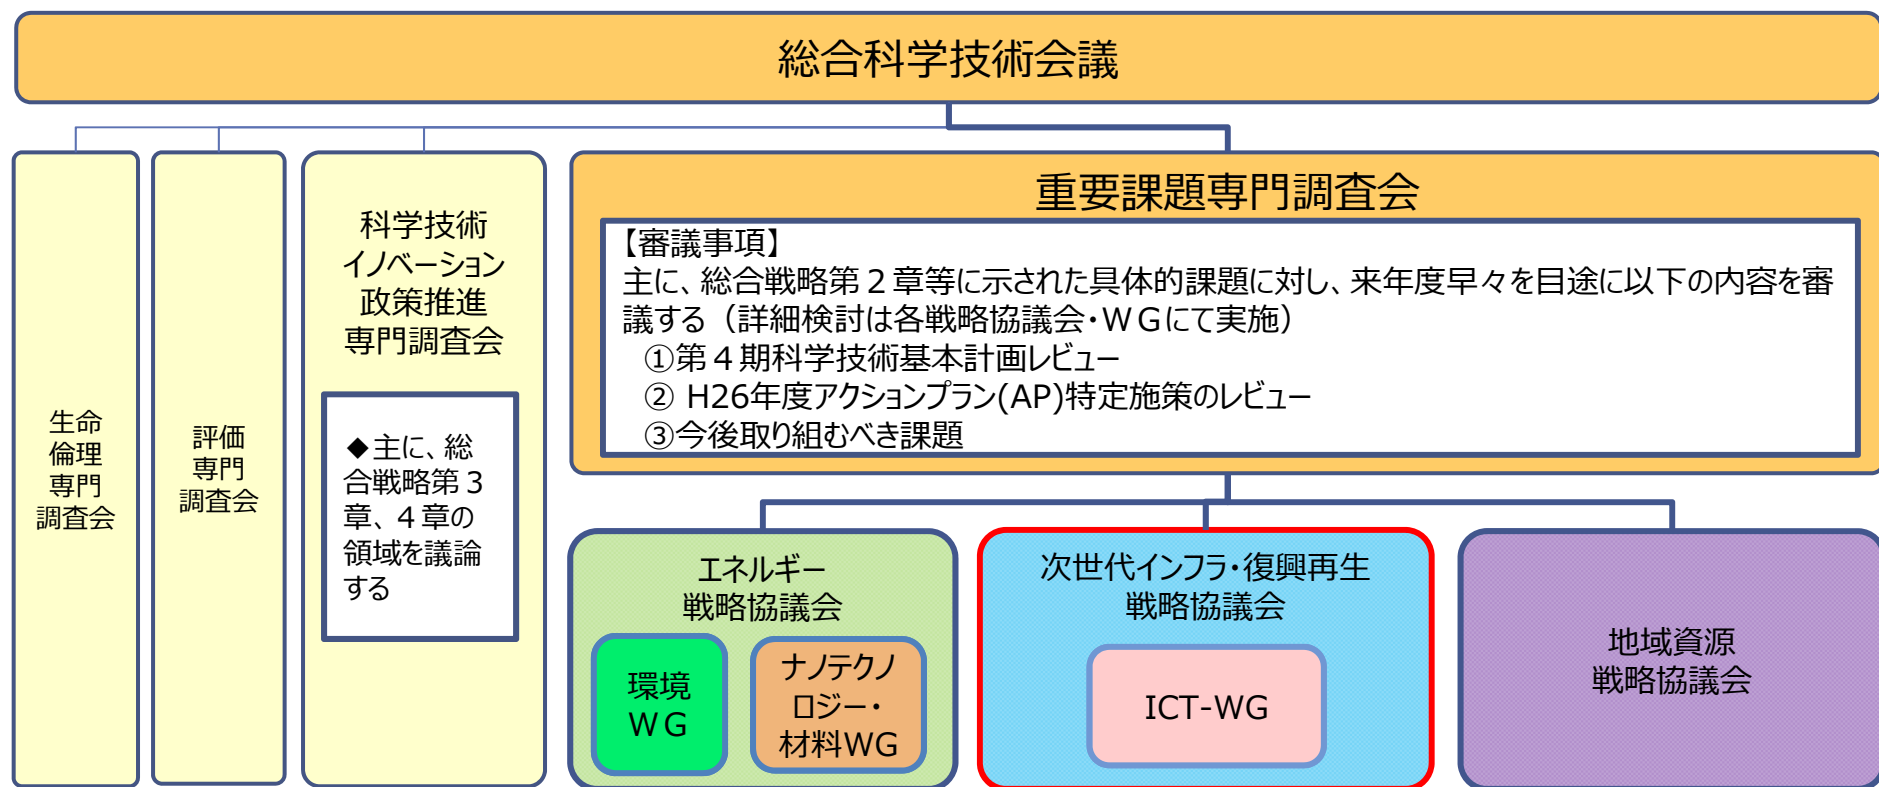 総合科学技術会議
生命
倫理
専門
調査会
評価
専門
調査会
科学技術
イノベーション
政策推進
専門調査会
◆主に、総
合戦略第３
章、４章の
領域を議論
する
重要課題専門調査会
【審議事項】
主に、総合戦略第２章等に示された具体的課題に対し、来年度早々を目途に以下の内容を審
議する（詳細検討は各戦略協議会・ＷＧにて実施）
①第４期科学技術基本計画レビュー
② H26年度アクションプラン(AP)特定施策のレビュー
③今後取り組むべき課題
エネルギー
戦略協議会
環境
ＷＧ
ナノテクノ
ロジー・
材料WG
次世代インフラ・復興再生
戦略協議会
ICT-WG
地域資源
戦略協議会